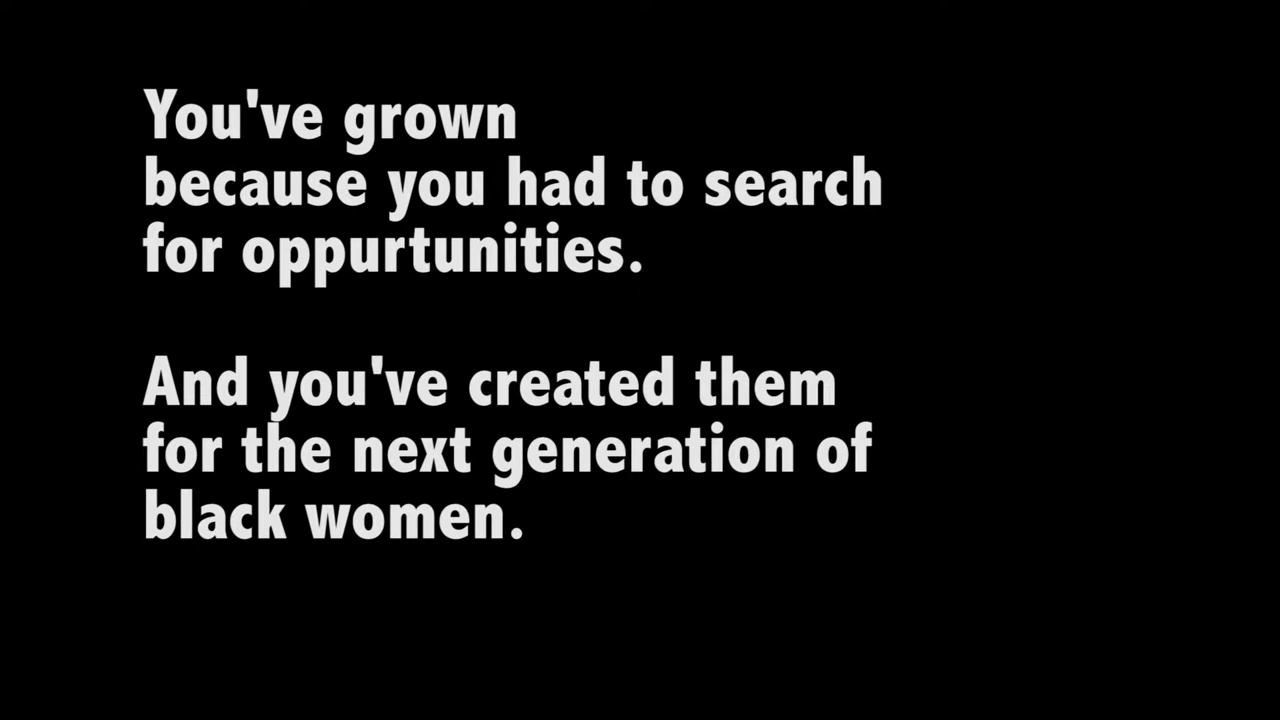 You've grown
because you had to search
for oppurtunities.
And you've created them
for the next generation of
black women.